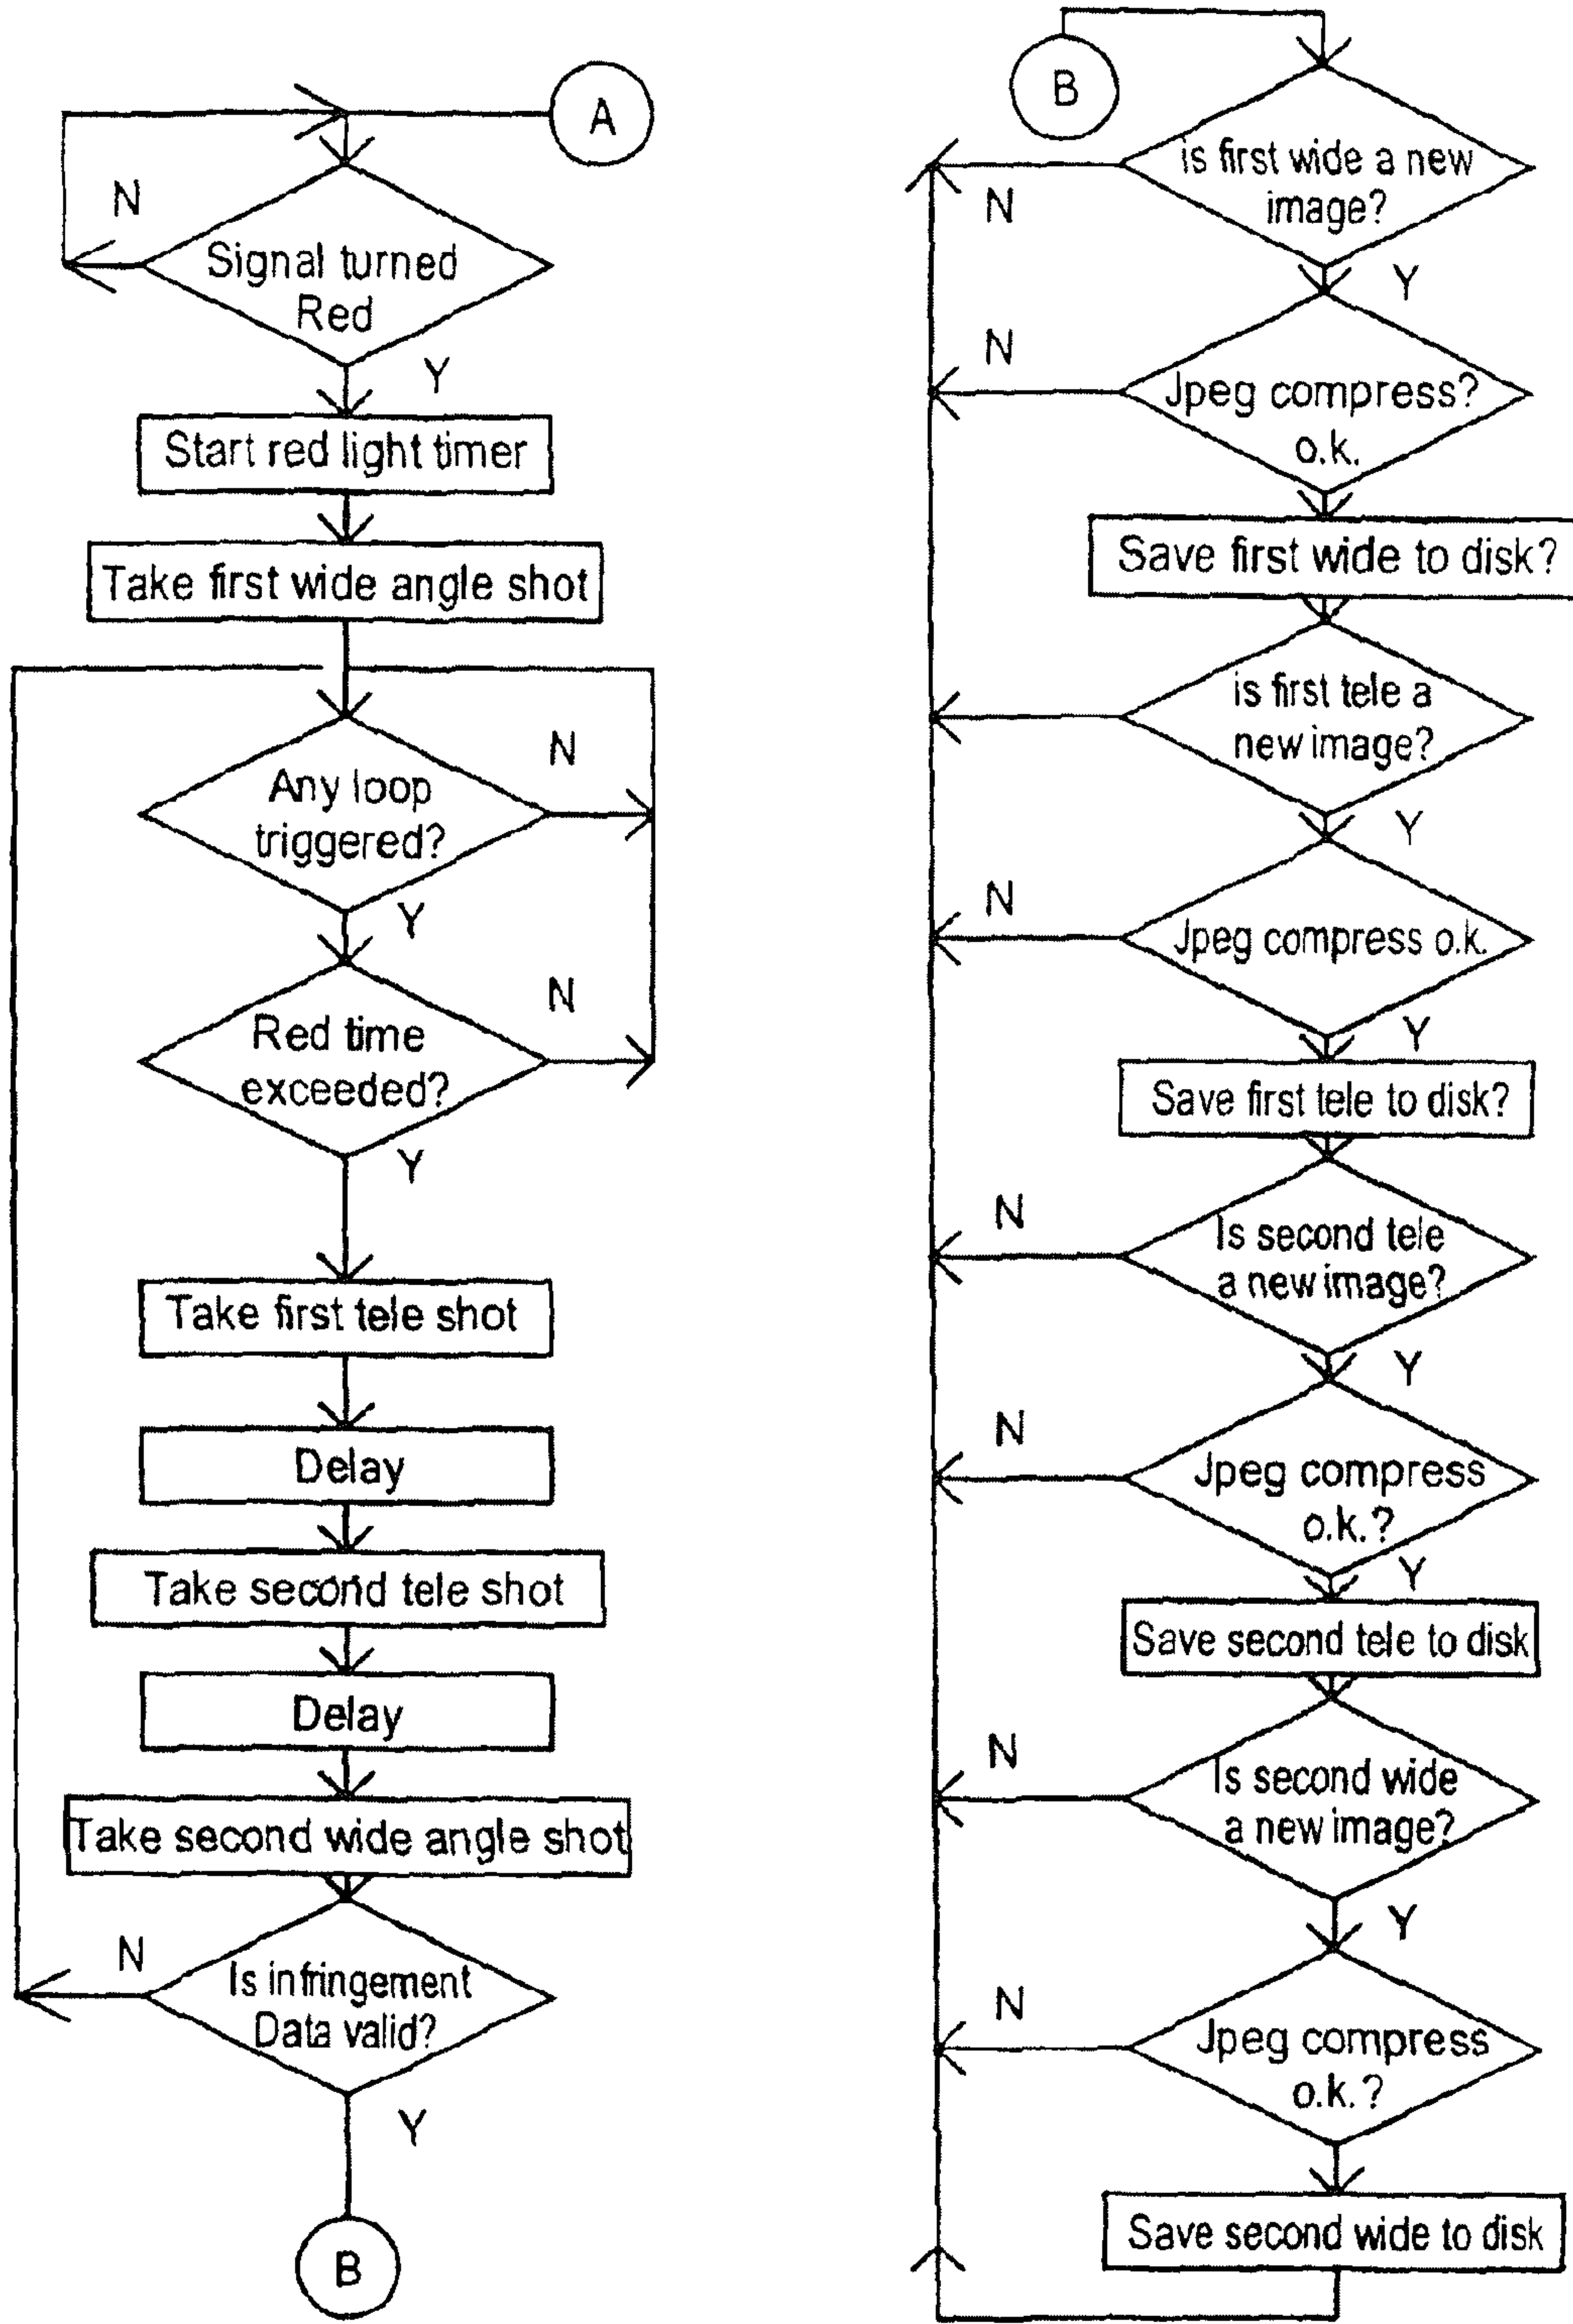 A
N
Signal turned
Red
Y
Start red light timer
Take first wide angle shot
N
Any loop
triggered?
Y
N
Red time
exceeded?
Y
Take first tele shot
Delay
Take second tele shot
Delay
Take second wide angle shot
N
Is infringement
Data valid?
Y
B
B
is first wide a new
image?
N
Y
N
Jpeg compress?
o.k.
Save first wide to disk?
is first tele a
new image?
Y
N
Jpeg compress o.k.
Y
Save first tele to disk?
N
Is second tele
a new image?
Y
N
Jpeg compress
o.k.?
Y
Save second tele to disk
N
Is second wide
a new image?
Y
N
Jpeg compress
o.k.?
Save second wide to disk